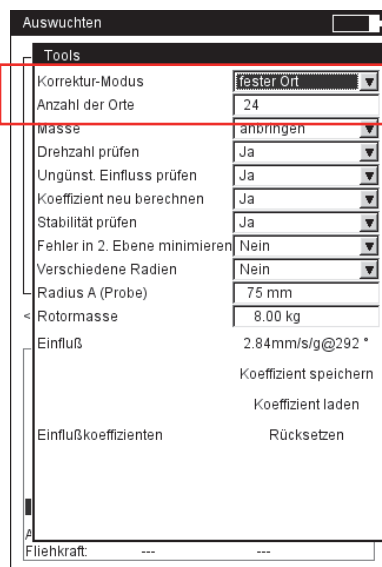 Auswuchten
Tools
Korrektur-Modus fester Ort
Anzahl der Orte 24
Masse anbringen
Drehzahl prüfen Ja
Ungünst. Einfluss prüfen Ja
Koeffizient neu berechnen Ja
Stabilität prüfen Ja
Fehler in 2. Ebene minimieren Nein
Verschiedene Radien Nein
Radius A (Probe) 75 mm
< Rotormasse 8.00 kg
Einfluß 2.84mm/s/g@292 °
Koeffizient speichern
Koeffizient laden
Einflußkoeffizienten Rücksetzen
A
Fliehkraft: --- ---